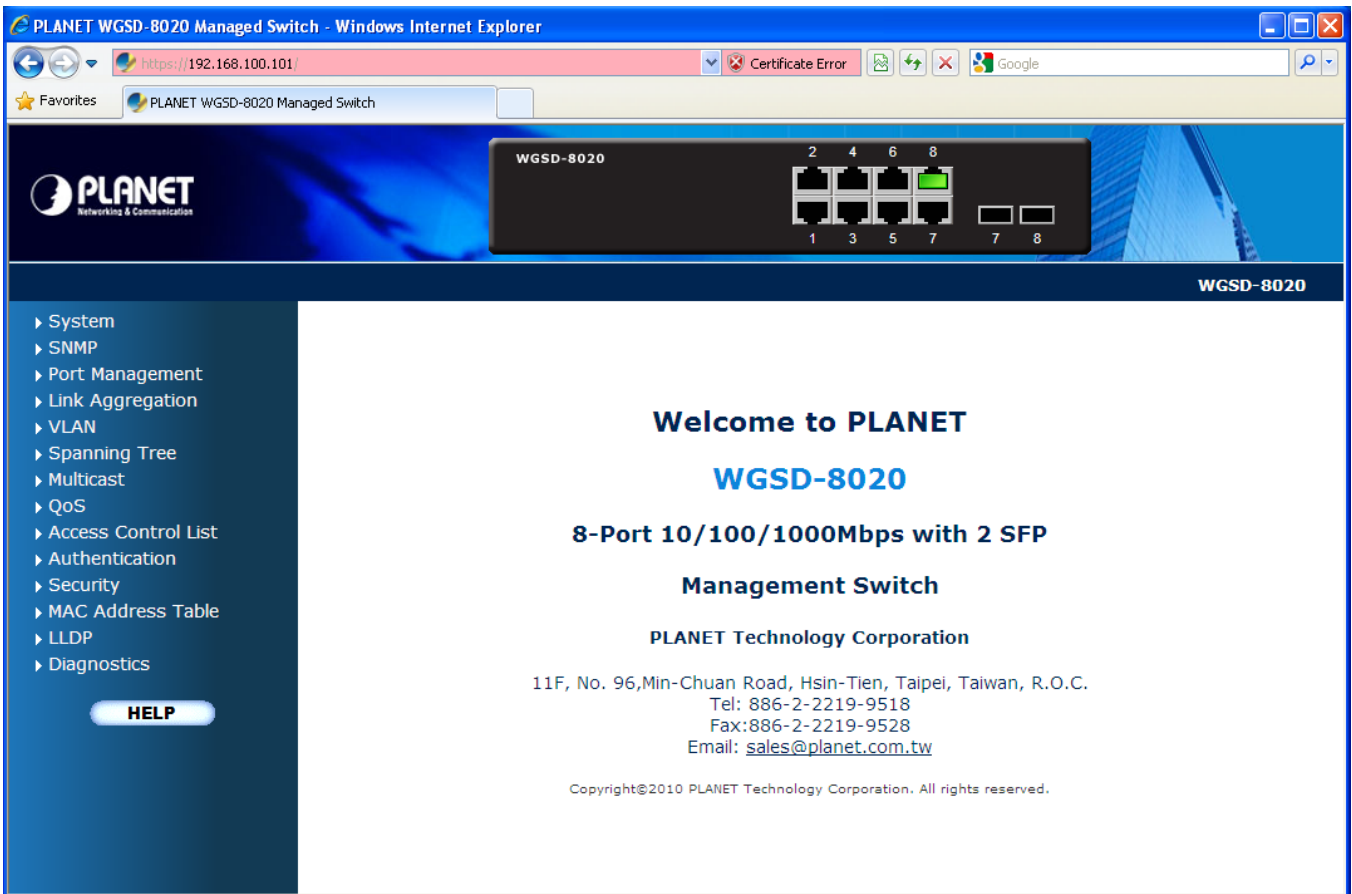 PLANET WGSD-8020 Managed Switch - Windows Internet Explorer
https://192.168.100.101/
Certificate Error
Google
Favorites
PLANET WGSD-8020 Managed Switch
PLANET
Networking & Communication
WGSD-8020
2 4 6 8
1 3 5 7 7 8
WGSD-8020
System
SNMP
Port Management
Link Aggregation
VLAN
Spanning Tree
Multicast
QoS
Access Control List
Authentication
Security
MAC Address Table
LLDP
Diagnostics
HELP
Welcome to PLANET
WGSD-8020
8-Port 10/100/1000Mbps with 2 SFP
Management Switch
PLANET Technology Corporation
11F, No. 96,Min-Chuan Road, Hsin-Tien, Taipei, Taiwan, R.O.C.
Tel: 886-2-2219-9518
Fax:886-2-2219-9528
Email: sales@planet.com.tw
Copyright©2010 PLANET Technology Corporation. All rights reserved.